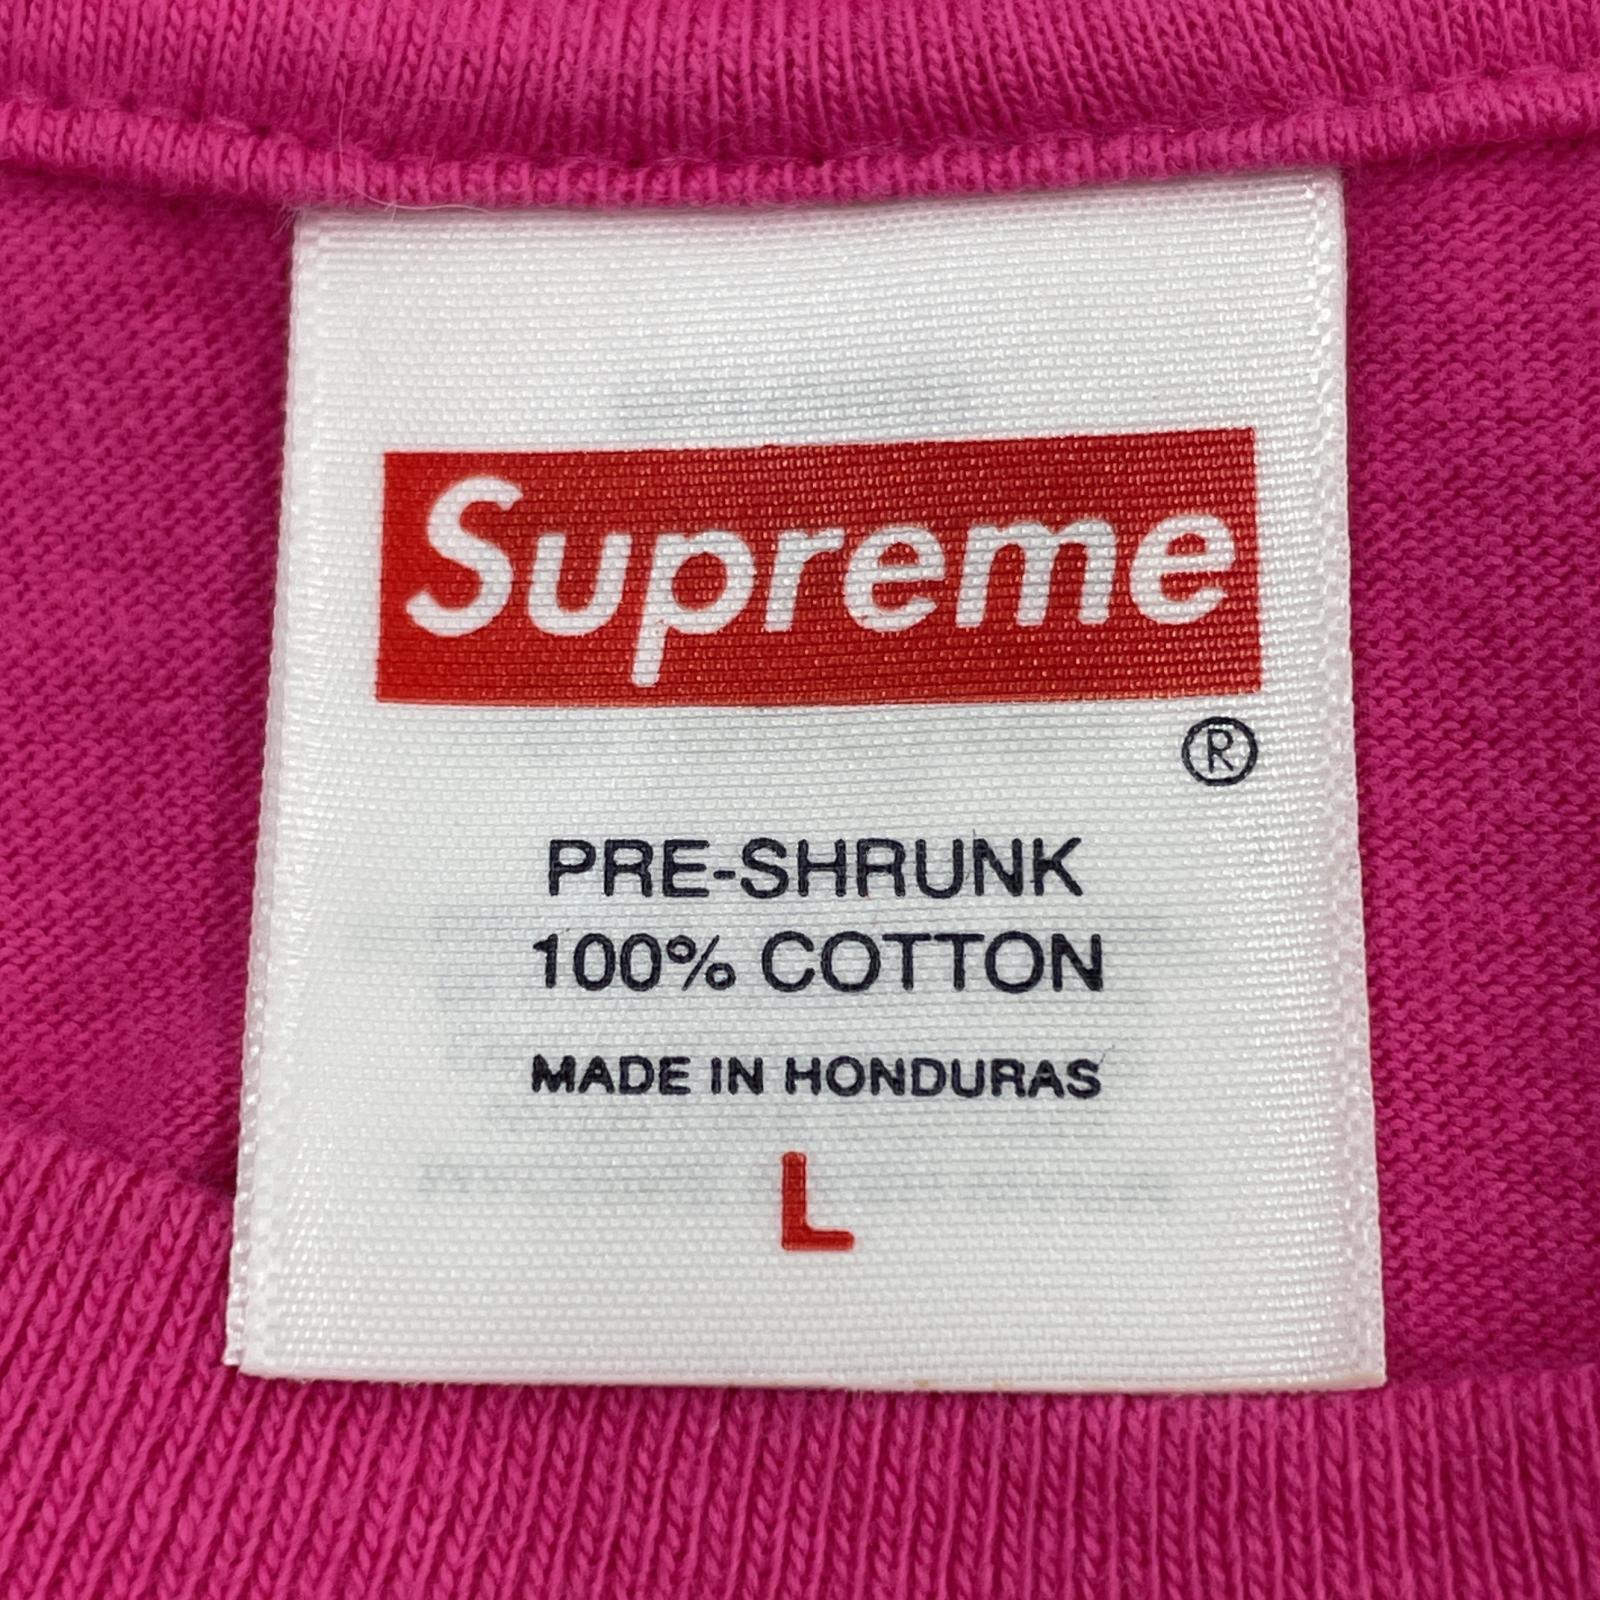 Supreme
®
PRE-SHRUNK
100% COTTON
MADE IN HONDURAS
L